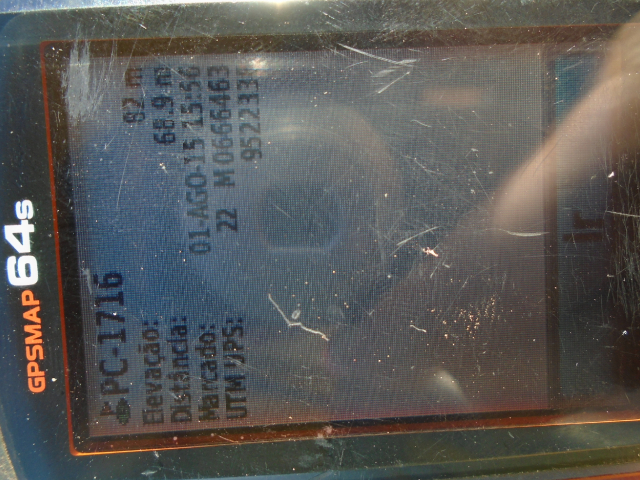 GPSMAP 64s
PC-1716
Elevação: 82 m
Distância: 68.9 m
Marcado: 01-AGO-15 15:56
UTM UPS: 22 M 0666463
Ir